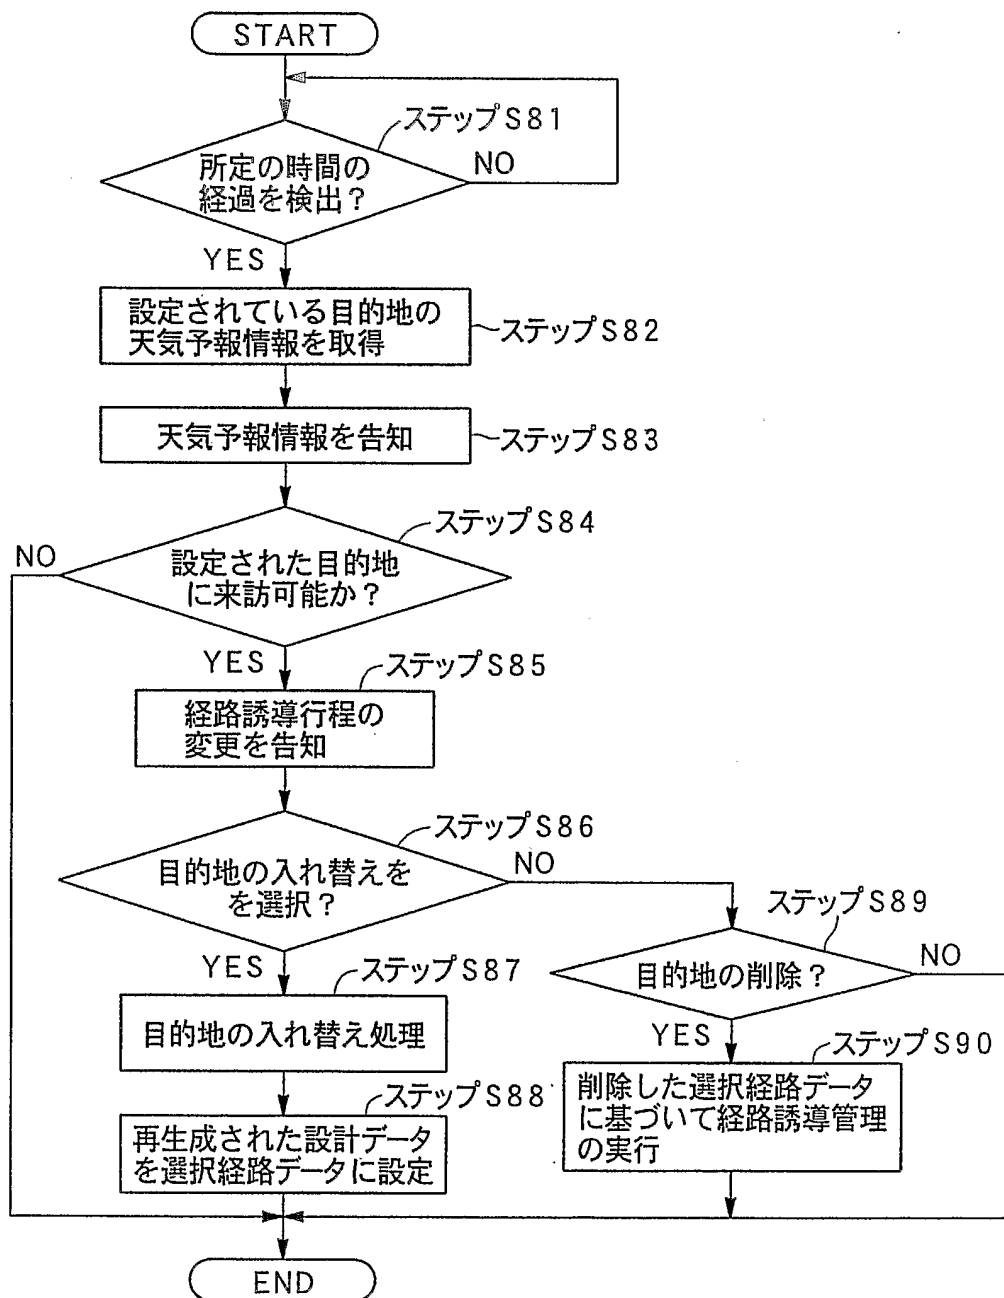 START
ステップS81
所定の時間の
経過を検出?
NO
YES
設定されている目的地の
天気予報情報を取得
ステップS82
天気予報情報を告知
ステップS83
ステップS84
NO
設定された目的地
に来訪可能か?
YES
ステップS85
経路誘導行程の
変更を告知
ステップS86
目的地の入れ替えを
を選択?
NO
YES
ステップS87
目的地の入れ替え処理
ステップS88
再生成された設計データ
を選択経路データに設定
ステップS89
目的地の削除?
NO
YES
ステップS90
削除した選択経路データ
に基づいて経路誘導管理
の実行
END